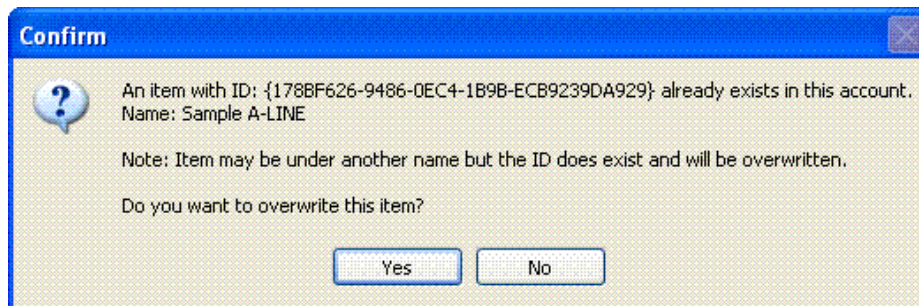 Confirm
An item with ID: {178BF626-9486-0EC4-1B9B-ECB9239DA929} already exists in this account.
Name: Sample A-LINE
Note: Item may be under another name but the ID does exist and will be overwritten.
Do you want to overwrite this item?
Yes
No